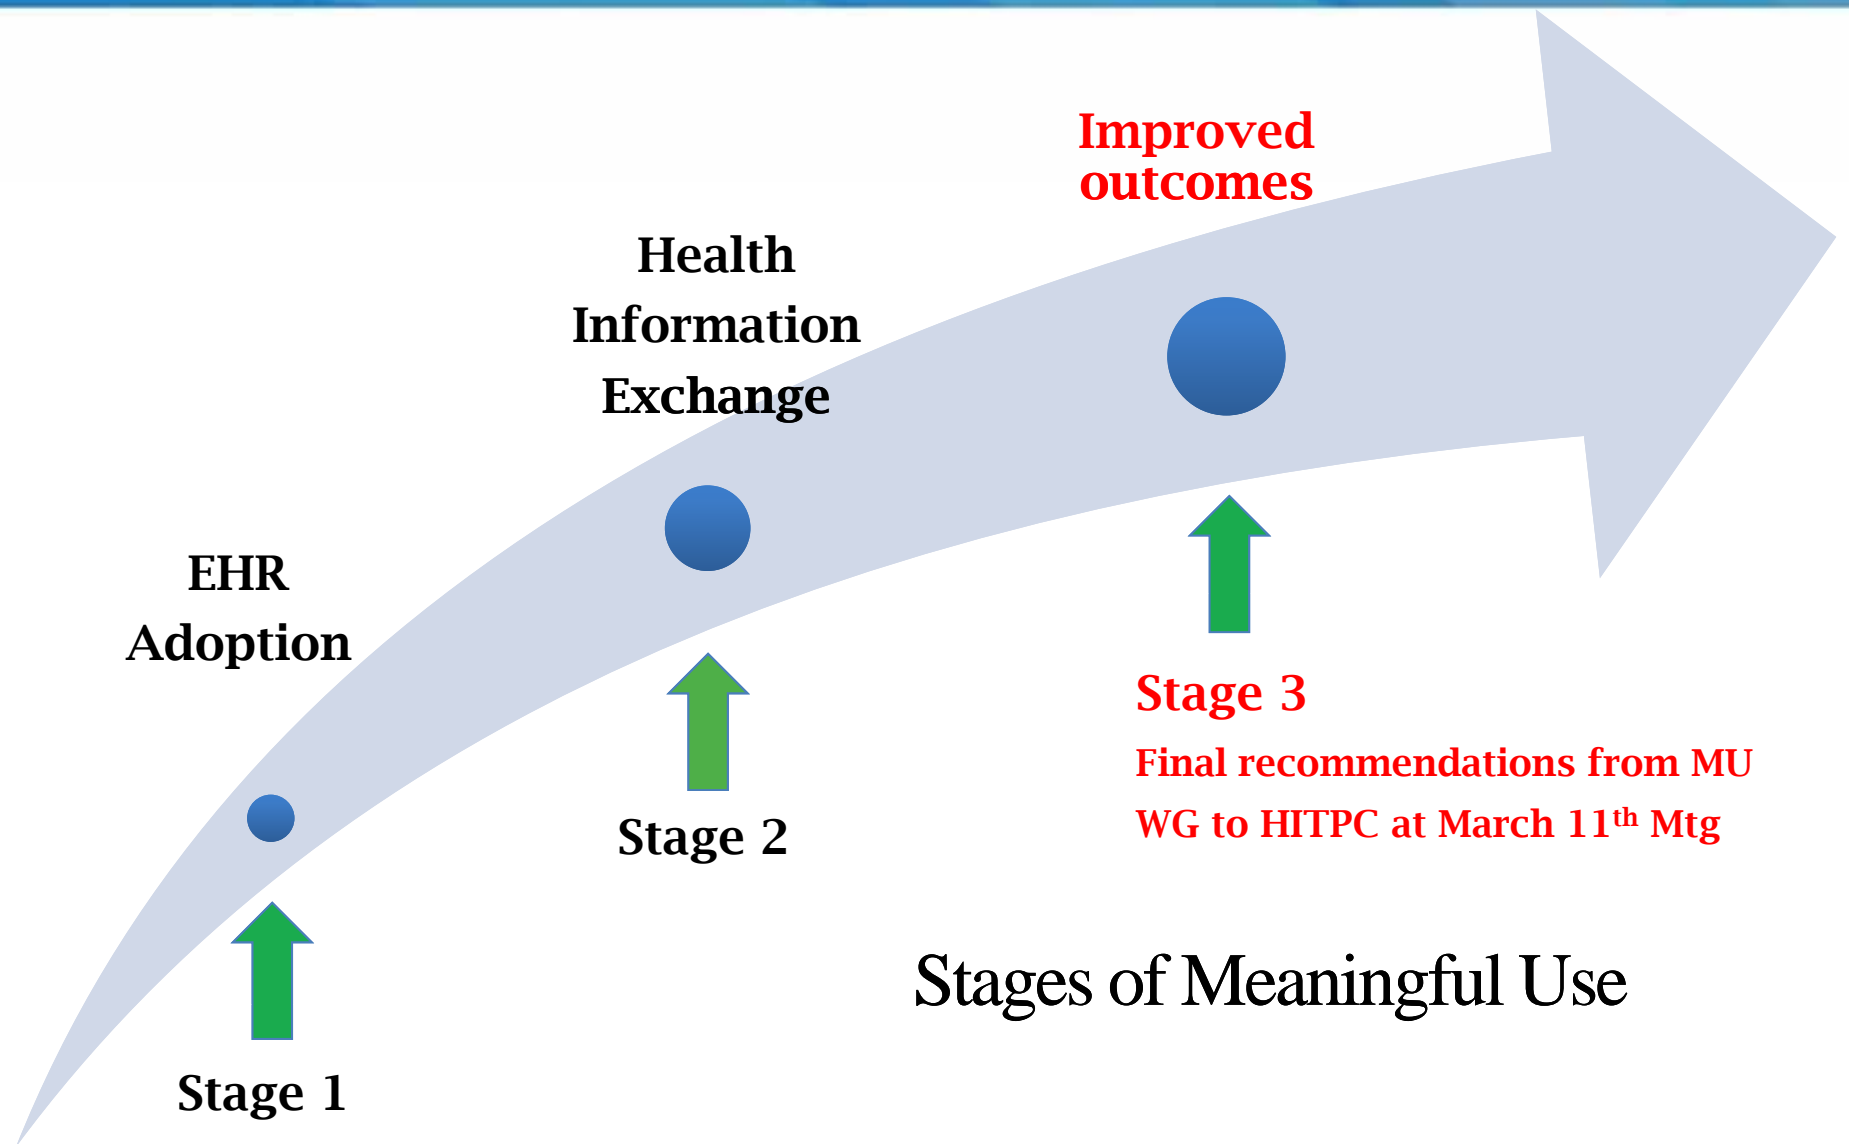 Improved
outcomes
Health
Information
Exchange
EHR
Adoption
Stage 3
Final recommendations from MU
WG to HITPC at March 11th Mtg
Stage 2
Stages of Meaningful Use
Stage 1